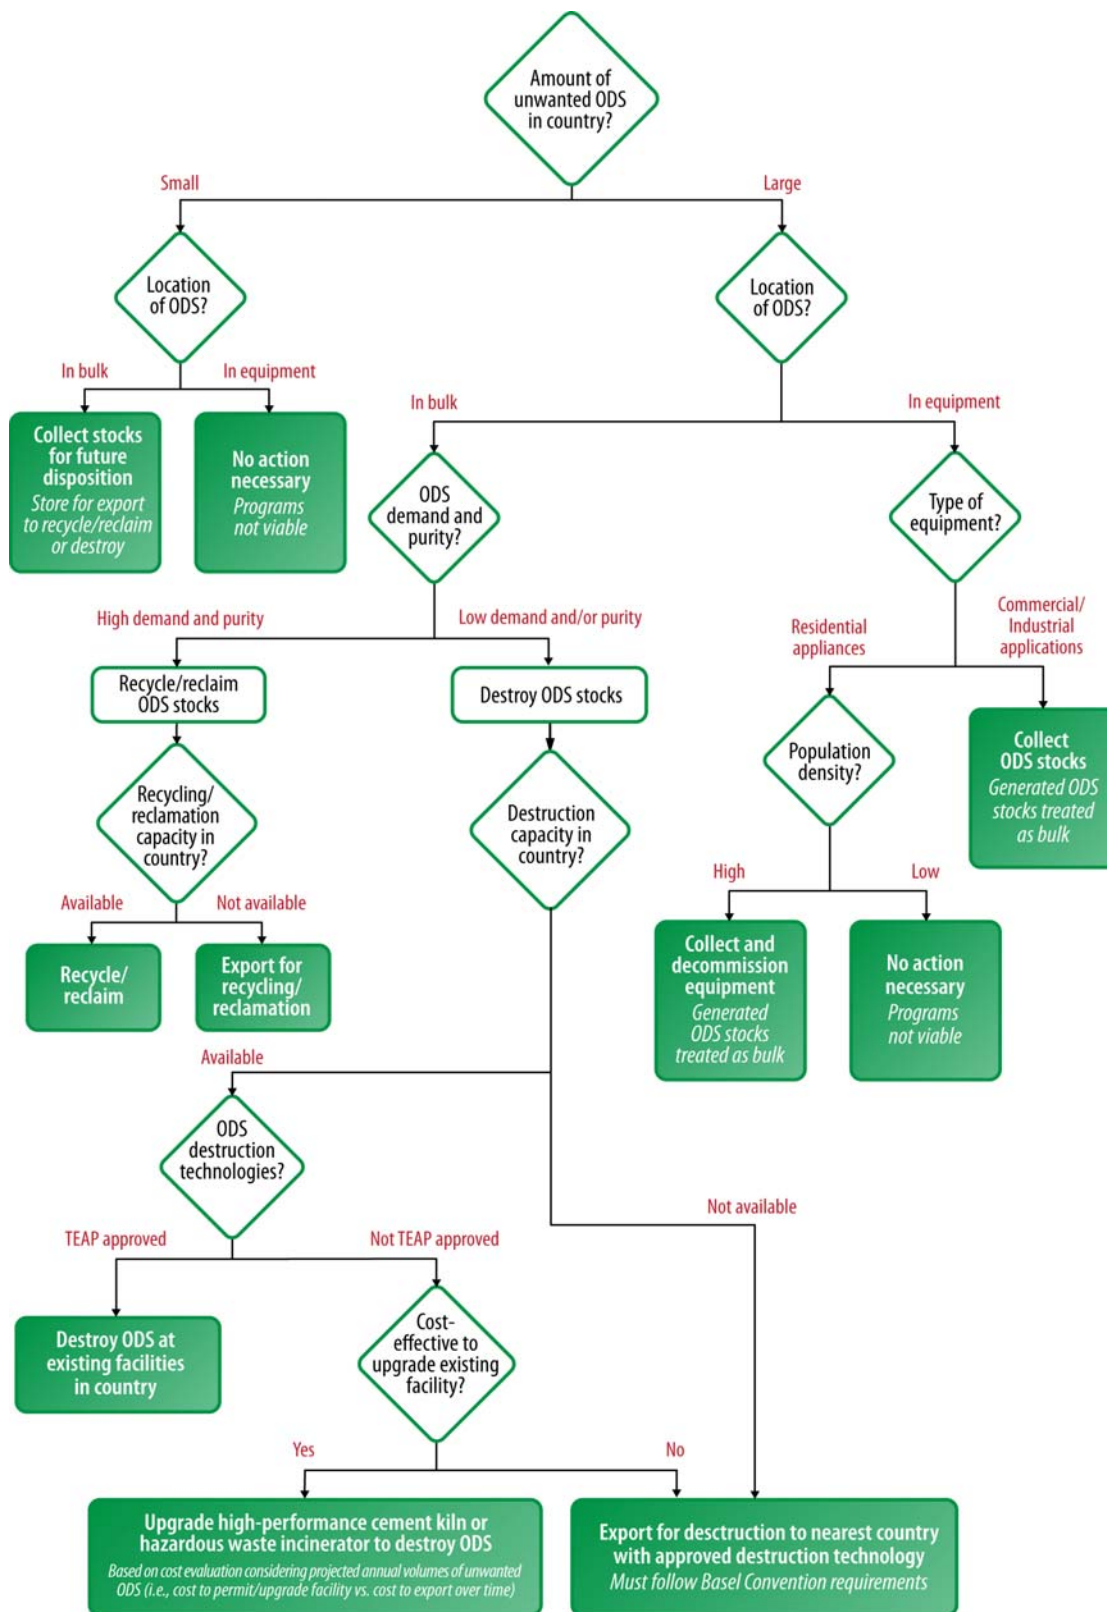 Amount of
unwanted ODS
in country?
Small
Large
Location
of ODS?
Location
of ODS?
In bulk
In equipment
In bulk
In equipment
Collect stocks
for future
disposition
Store for export
to recycle/reclaim
or destroy
No action
necessary
Programs
not viable
ODS
demand and
purity?
Type of
equipment?
High demand and purity
Low demand and/or purity
Residential
appliances
Commercial/
Industrial
applications
Recycle/reclaim
ODS stocks
Destroy ODS stocks
Population
density?
Collect
ODS stocks
Generated ODS
stocks treated
as bulk
Recycling/
reclamation
capacity in
country?
Destruction
capacity in
country?
High
Low
Available
Not available
Recycle/
reclaim
Export for
recycling/
reclamation
Collect and
decommission
equipment
Generated
ODS stocks
treated as bulk
No action
necessary
Programs
not viable
Available
ODS
destruction
technologies?
Not available
TEAP approved
Not TEAP approved
Destroy ODS at
existing facilities
in country
Cost-
effective to
upgrade existing
facility?
Yes
No
Upgrade high-performance cement kiln or
hazardous waste incinerator to destroy ODS
Based on cost evaluation considering projected annual volumes of unwanted
ODS (i.e., cost to permit/upgrade facility vs. cost to export over time)
Export for desctruction to nearest country
with approved destruction technology
Must follow Basel Convention requirements